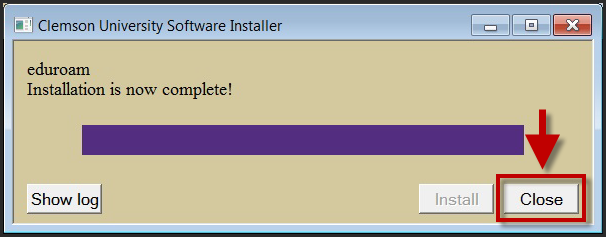 Clemson University Software Installer
eduroam
Installation is now complete!
Show log
Install
Close